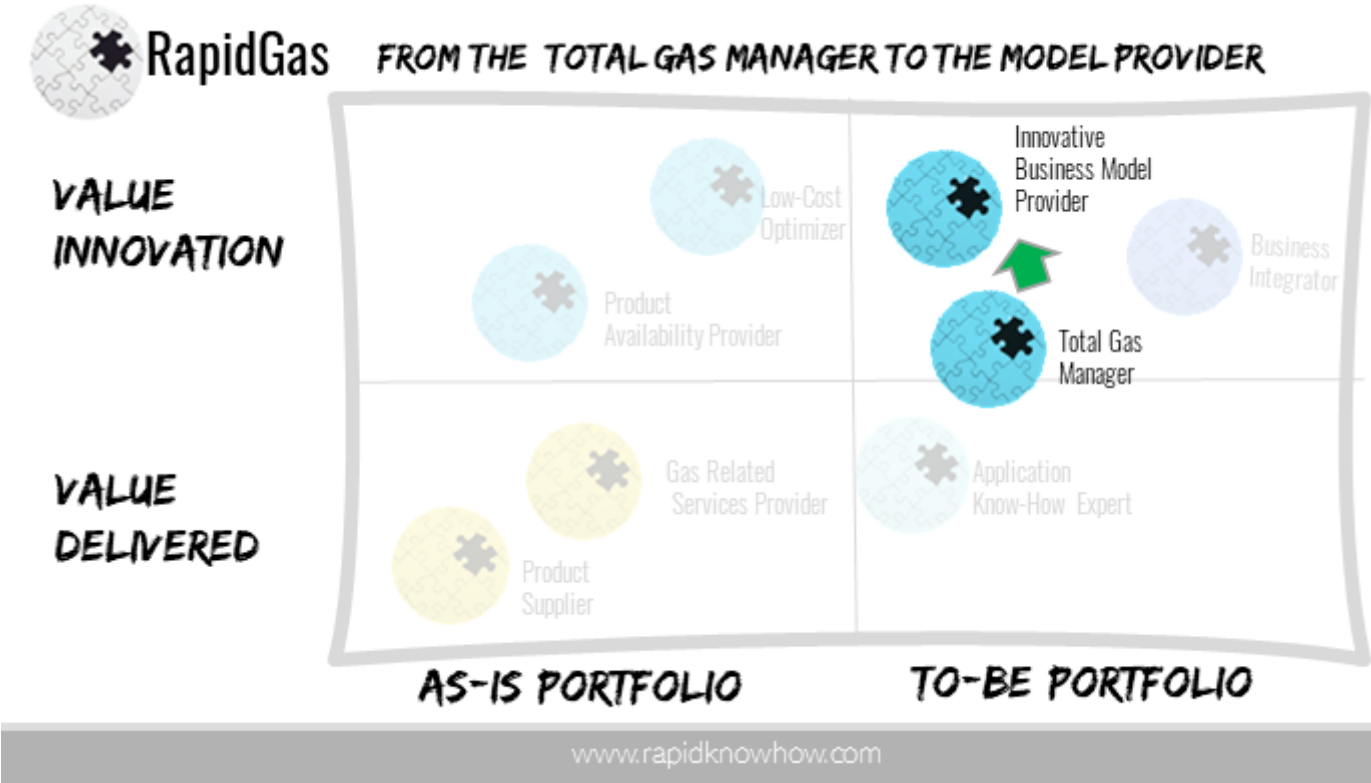 RapidGas
FROM THE TOTAL GAS MANAGER TO THE MODEL PROVIDER
VALUE
INNOVATION
Low-Cost
Optimizer
Product
Availability Provider
Innovative
Business Model
Provider
Business
Integrator
Total Gas
Manager
VALUE
DELIVERED
Gas Related
Services Provider
Product
Supplier
Application
Know-How Expert
AS-IS PORTFOLIO
TO-BE PORTFOLIO
www.rapidknowhow.com